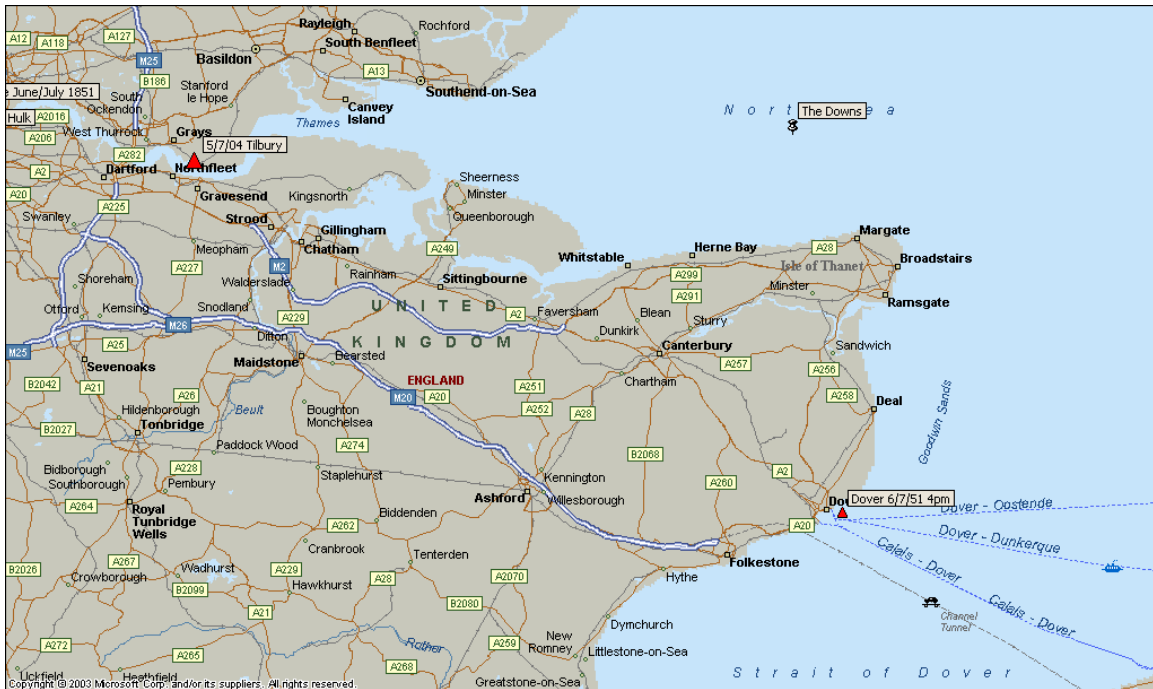 Rayleigh
Rochford
A12
A127
A118
South Benfleet
Basildon
M25
A13
B186
Stanford
le Hope
Southend-on-Sea
e June/July 1851
South
Ockendon
Canvey
Island
North Sea
The Downs
Hulk
A2016
Thames
West Thurrock
Grays
A206
5/7/04 Tilbury
A282
A2
Dartford
Northfleet
A20
Gravesend
Kingsnorth
Sheerness
Minster
Queenborough
A225
Swanley
Strood
Gillingham
Chatham
Meopham
A249
Margate
A28
Herne Bay
Whitstable
Isle of Thanet
Broadstairs
M2
A227
Rainham
Shoreham
Walderslade
Sittingbourne
A299
A291
Minster
Ramsgate
Otford
Kemsing
Snodland
A229
UNITED
A2
Faversham
Blean
Sturry
M26
Dunkirk
M25
A25
Ditton
KINGDOM
Canterbury
Sandwich
Sevenoaks
Maidstone
Bearsted
A257
A256
B2042
A21
A26
ENGLAND
M20
A20
A251
Chartham
A258
Goodwin Sands
Hildenborough
Beult
Boughton
Monchelsea
A252
A28
Deal
B2027
Tonbridge
Paddock Wood
A274
B2068
Bidborough
Southborough
A228
Pembury
Staplehurst
Kennington
A2
A260
Ashford
Willesborough
Dover 6/7/51 4pm
A264
Royal
Tunbridge
Wells
Biddenden
A262
Dover - Oostende
A20
Dover - Dunkerque
Cranbrook
Tenterden
Folkestone
Calais - Dover
A267
B2026
Wadhurst
A229
A28
A2070
Hythe
Crowborough
B2099
Hawkhurst
B2080
Calais - Dover
A21
Channel
Tunnel
Dymchurch
A272
A265
Rother
A259
New
Romney
Littlestone-on-Sea
A268
Uckfield
Heathfield
Greatstone-on-Sea
Strait of Dover
Copyright © 2003 Microsoft Corp. and/or its suppliers. All rights reserved.